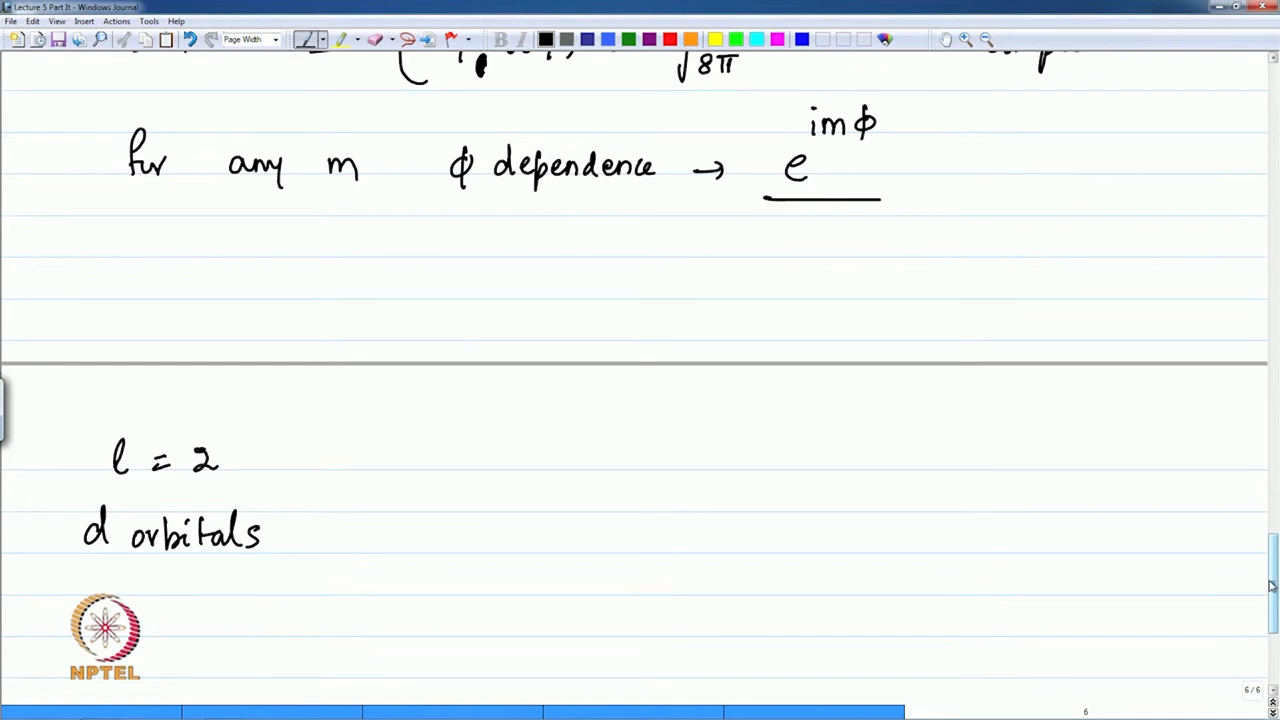 Lecture 5 Part II - Windows Journal
File Edit View Insert Actions Tools Help
Page Width
B I
√8π
for any m φ dependence → e^{imφ}
l = 2
d orbitals
NPTEL
6/6
6